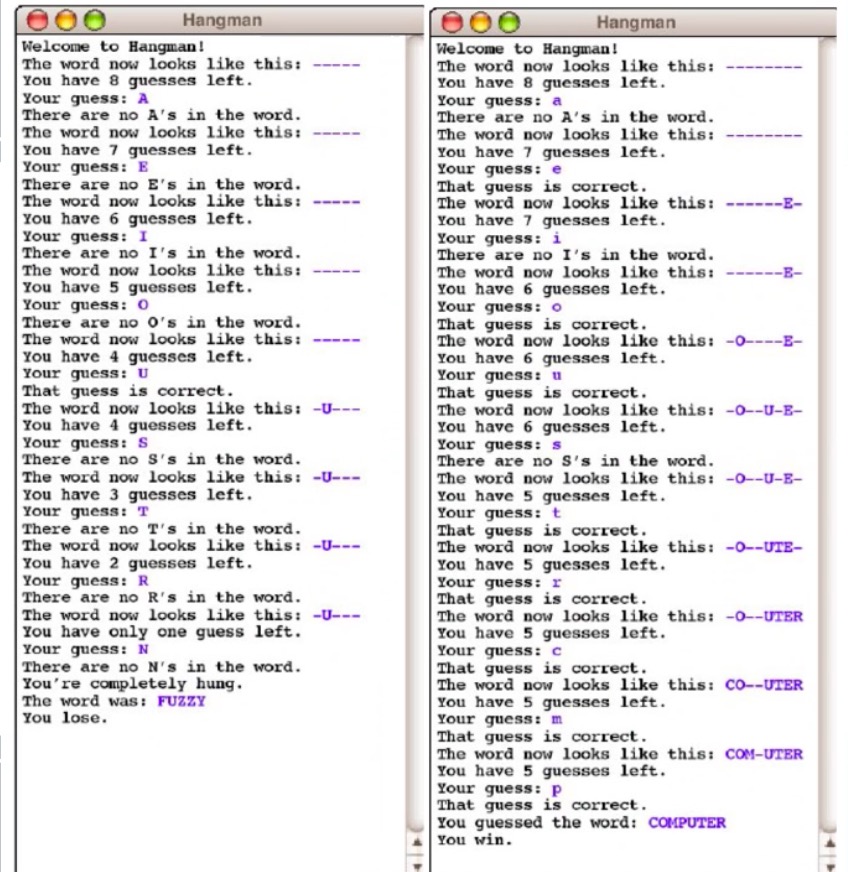 Hangman
Welcome to Hangman!
The word now looks like this: -----
You have 8 guesses left.
Your guess: A
There are no A's in the word.
The word now looks like this: -----
You have 7 guesses left.
Your guess: E
There are no E's in the word.
The word now looks like this: -----
You have 6 guesses left.
Your guess: I
There are no I's in the word.
The word now looks like this: -----
You have 5 guesses left.
Your guess: O
There are no O's in the word.
The word now looks like this: -----
You have 4 guesses left.
Your guess: U
That guess is correct.
The word now looks like this: -U---
You have 4 guesses left.
Your guess: S
There are no S's in the word.
The word now looks like this: -U---
You have 3 guesses left.
Your guess: T
There are no T's in the word.
The word now looks like this: -U---
You have 2 guesses left.
Your guess: R
There are no R's in the word.
The word now looks like this: -U---
You have only one guess left.
Your guess: N
There are no N's in the word.
You're completely hung.
The word was: FUZZY
You lose.
Hangman
Welcome to Hangman!
The word now looks like this: --------
You have 8 guesses left.
Your guess: a
There are no A's in the word.
The word now looks like this: --------
You have 7 guesses left.
Your guess: e
That guess is correct.
The word now looks like this: ------E-
You have 7 guesses left.
Your guess: i
There are no I's in the word.
The word now looks like this: ------E-
You have 6 guesses left.
Your guess: o
That guess is correct.
The word now looks like this: -O----E-
You have 6 guesses left.
Your guess: u
That guess is correct.
The word now looks like this: -O--U-E-
You have 6 guesses left.
Your guess: s
There are no S's in the word.
The word now looks like this: -O--U-E-
You have 5 guesses left.
Your guess: t
That guess is correct.
The word now looks like this: -O--UTE-
You have 5 guesses left.
Your guess: r
That guess is correct.
The word now looks like this: -O--UTER
You have 5 guesses left.
Your guess: c
That guess is correct.
The word now looks like this: CO--UTER
You have 5 guesses left.
Your guess: m
That guess is correct.
The word now looks like this: COM-UTER
You have 5 guesses left.
Your guess: p
That guess is correct.
You guessed the word: COMPUTER
You win.